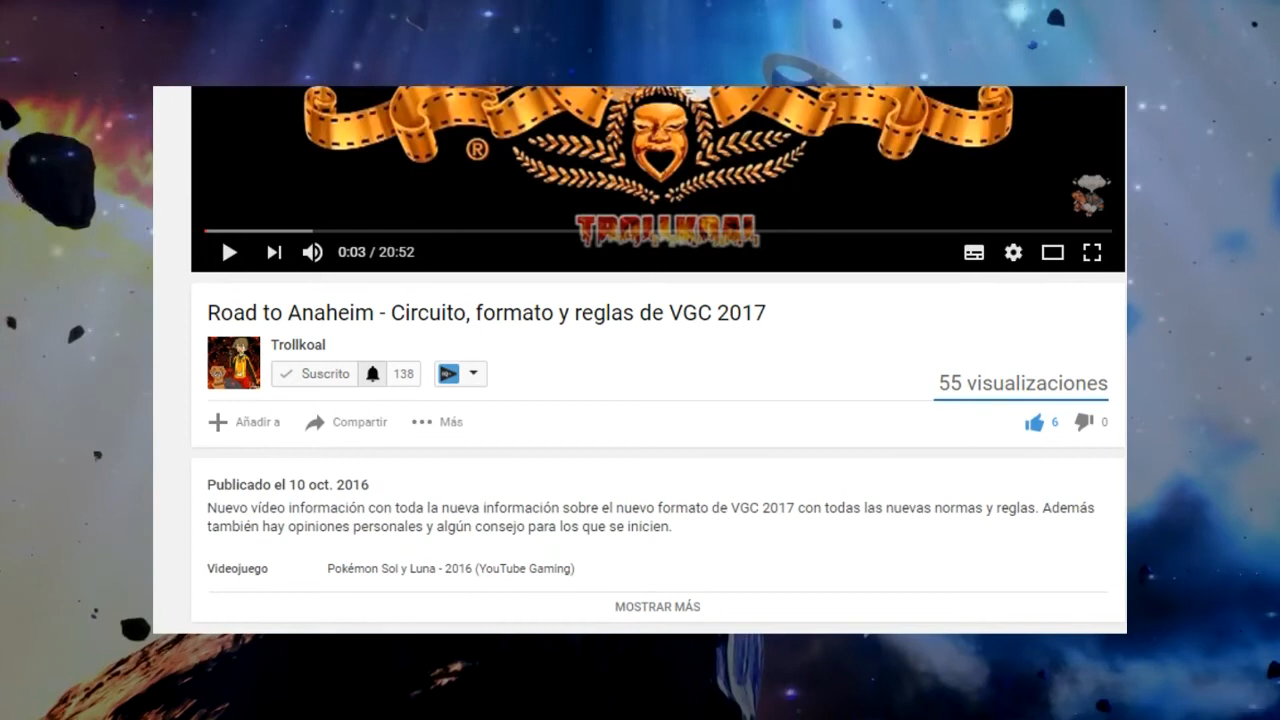 ®
TROLLKOAL
0:03 / 20:52
Road to Anaheim - Circuito, formato y reglas de VGC 2017
Trollkoal
Suscrito 138
55 visualizaciones
Añadir a Compartir Más 6 0
Publicado el 10 oct. 2016
Nuevo vídeo información con toda la nueva información sobre el nuevo formato de VGC 2017 con todas las nuevas normas y reglas. Además
también hay opiniones personales y algún consejo para los que se inicien.
Videojuego Pokémon Sol y Luna - 2016 (YouTube Gaming)
MOSTRAR MÁS